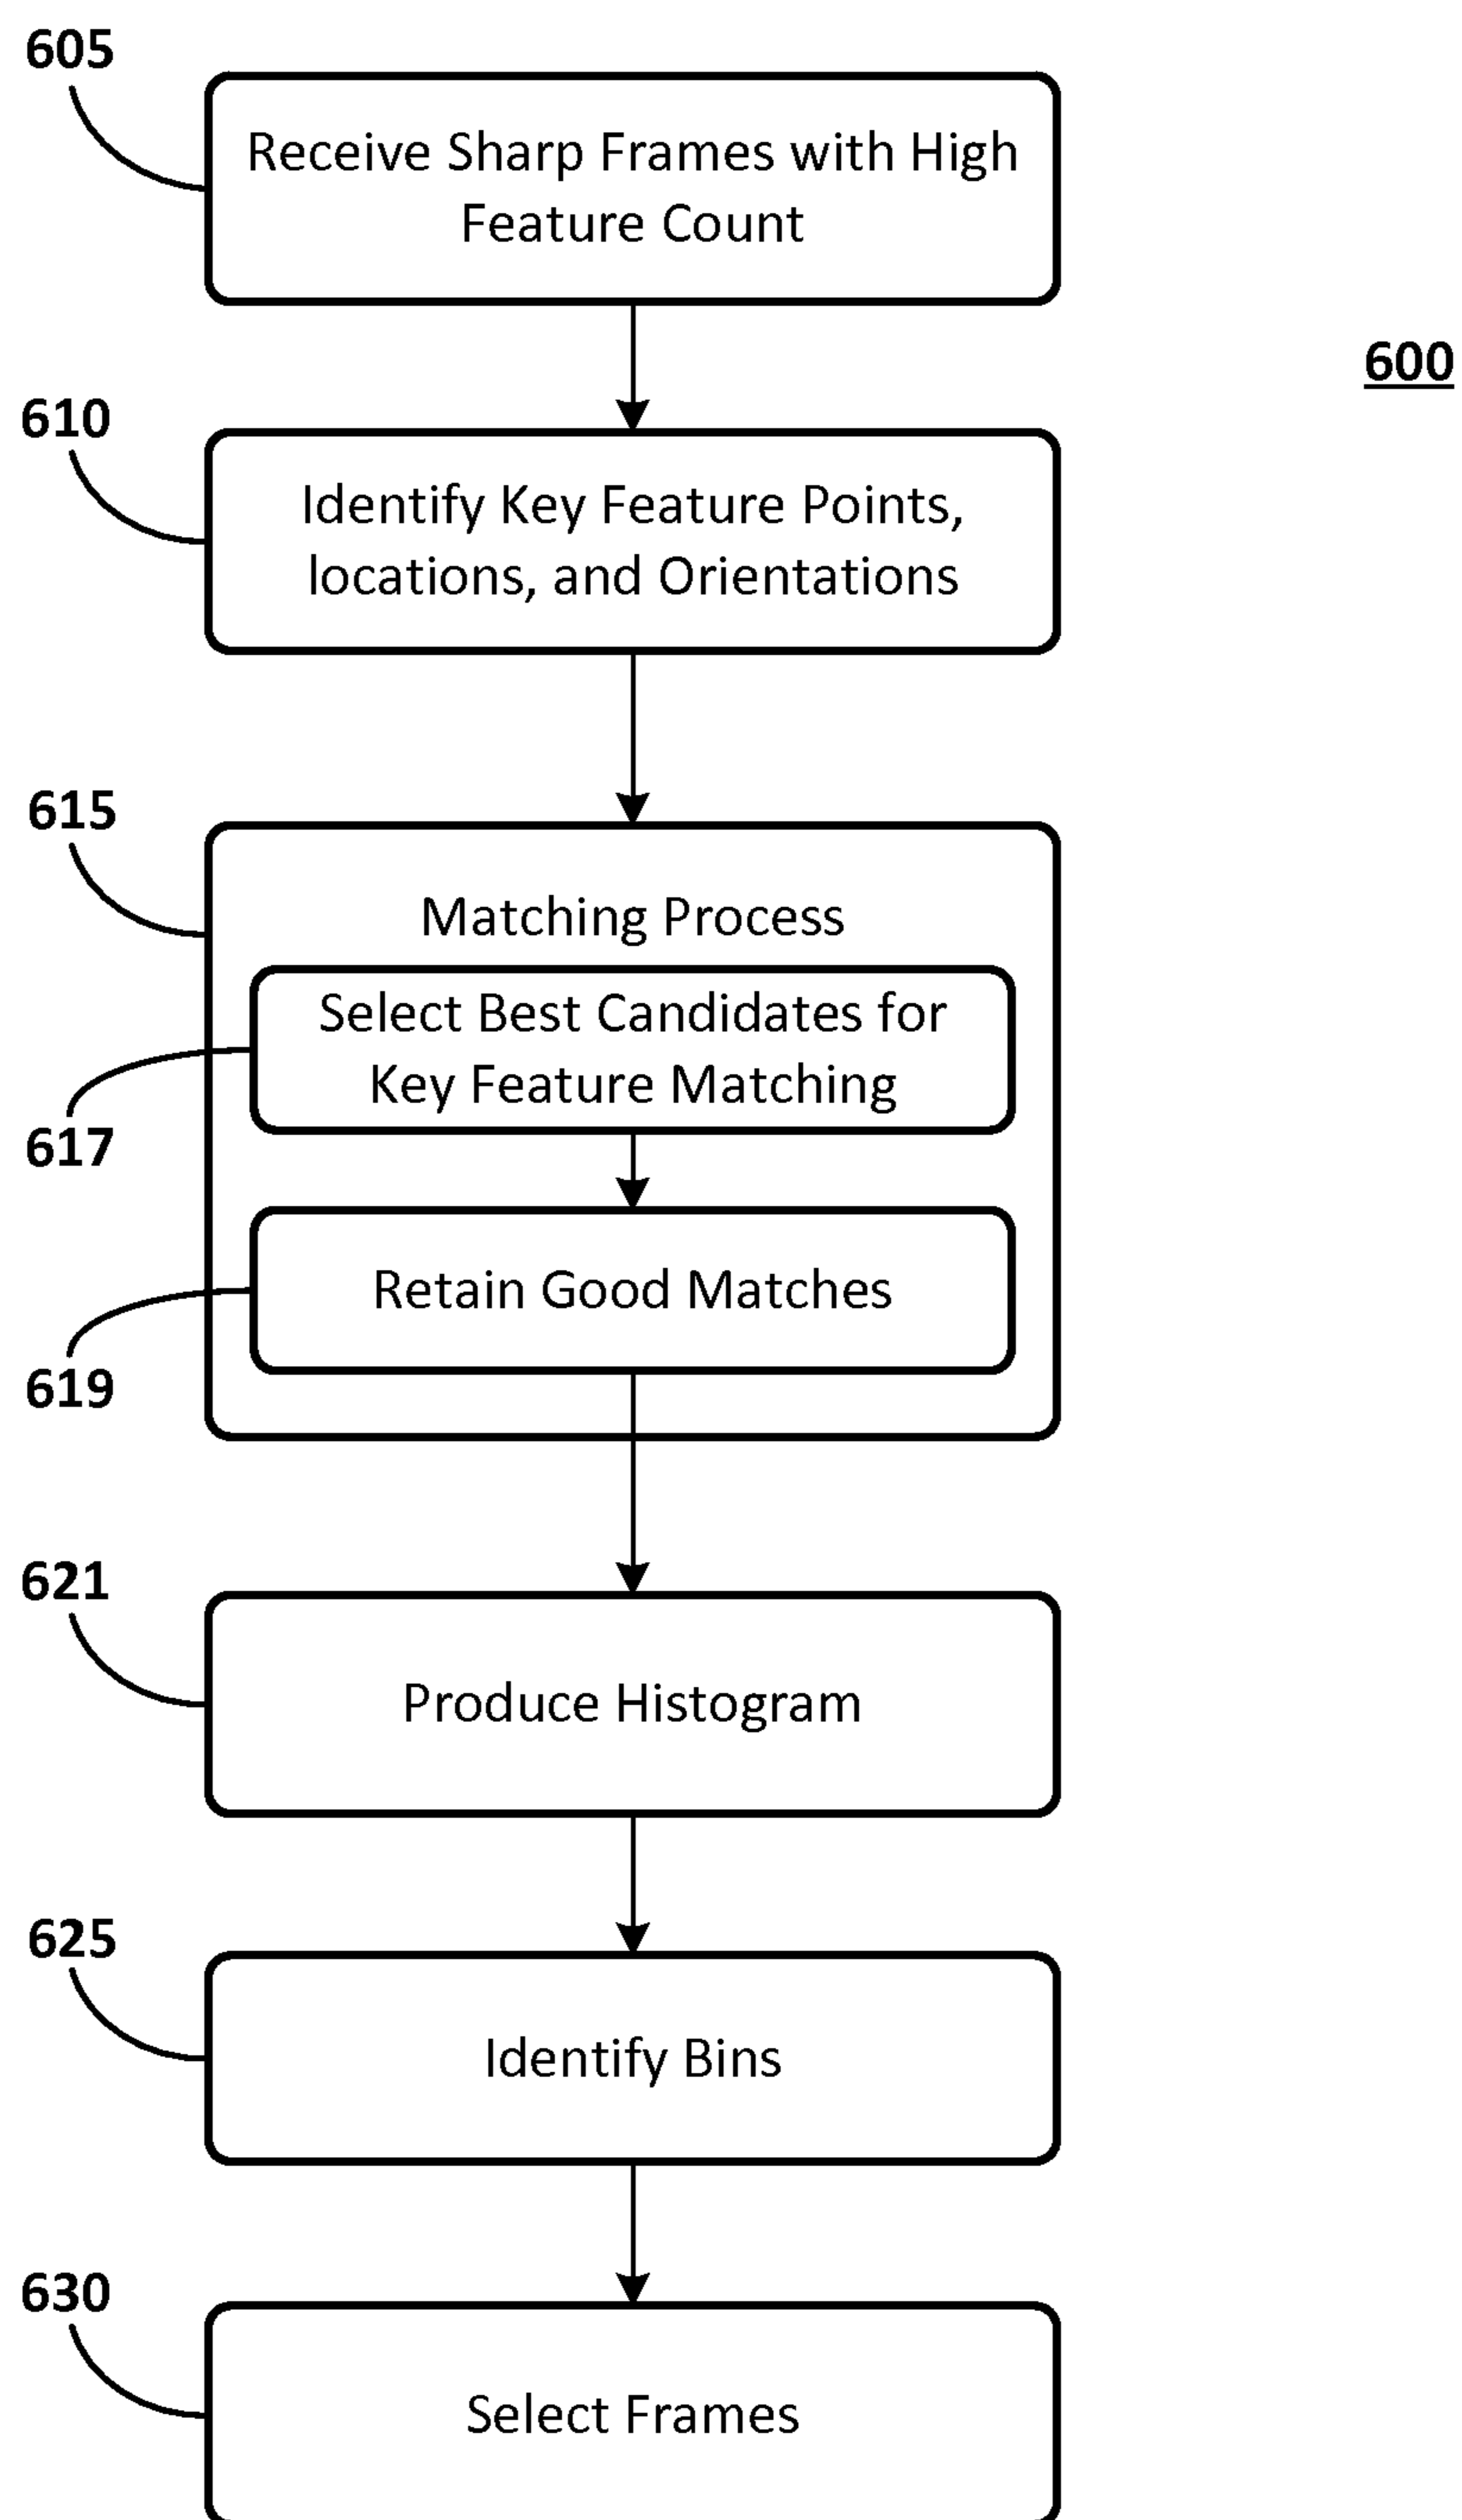 605
Receive Sharp Frames with High
Feature Count
600
610
Identify Key Feature Points,
locations, and Orientations
615
Matching Process
Select Best Candidates for
Key Feature Matching
617
Retain Good Matches
619
621
Produce Histogram
625
Identify Bins
630
Select Frames